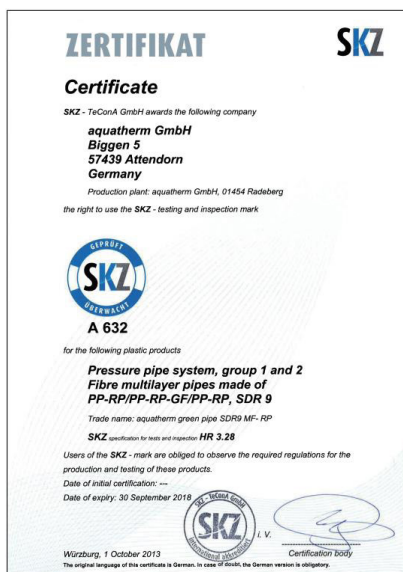 ZERTIFIKAT
SKZ
Certificate
SKZ - TeConA GmbH awards the following company
aquatherm GmbH
Biggen 5
57439 Attendorn
Germany
Production plant: aquatherm GmbH, 01454 Radeberg
the right to use the SKZ - testing and inspection mark
GEPRÜFT
SKZ
ÜBERWACHT
A 632
for the following plastic products
Pressure pipe system, group 1 and 2
Fibre multilayer pipes made of
PP-RP/PP-RP-GF/PP-RP, SDR 9
Trade name: aquatherm green pipe SDR9 MF- RP
SKZ specification for tests and inspection HR 3.28
Users of the SKZ - mark are obliged to observe the required regulations for the
production and testing of these products.
Date of initial certification: ---
Date of expiry: 30 September 2018
SKZ - TeConA GmbH
SKZ
international akkreditiert
i. V.
Würzburg, 1 October 2013
Certification body
The original language of this certificate is German. In case of doubt, the German version is obligatory.